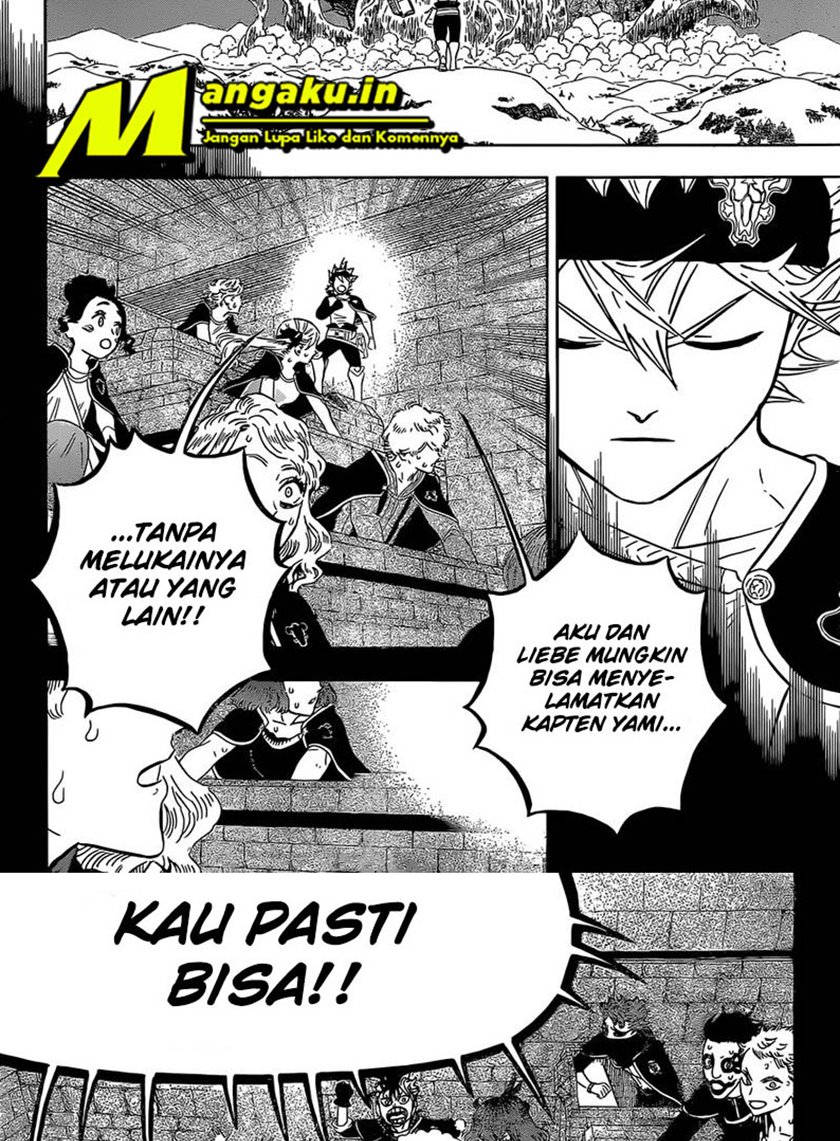 Mangaku.in
Jangan Lupa Like dan Komennya
AKU DAN
LIEBE MUNGKIN
BISA MENYE-
LAMATKAN
KAPTEN YAMI...
...TANPA
MELUKAINYA
ATAU YANG
LAIN!!
KAU PASTI
BISA!!